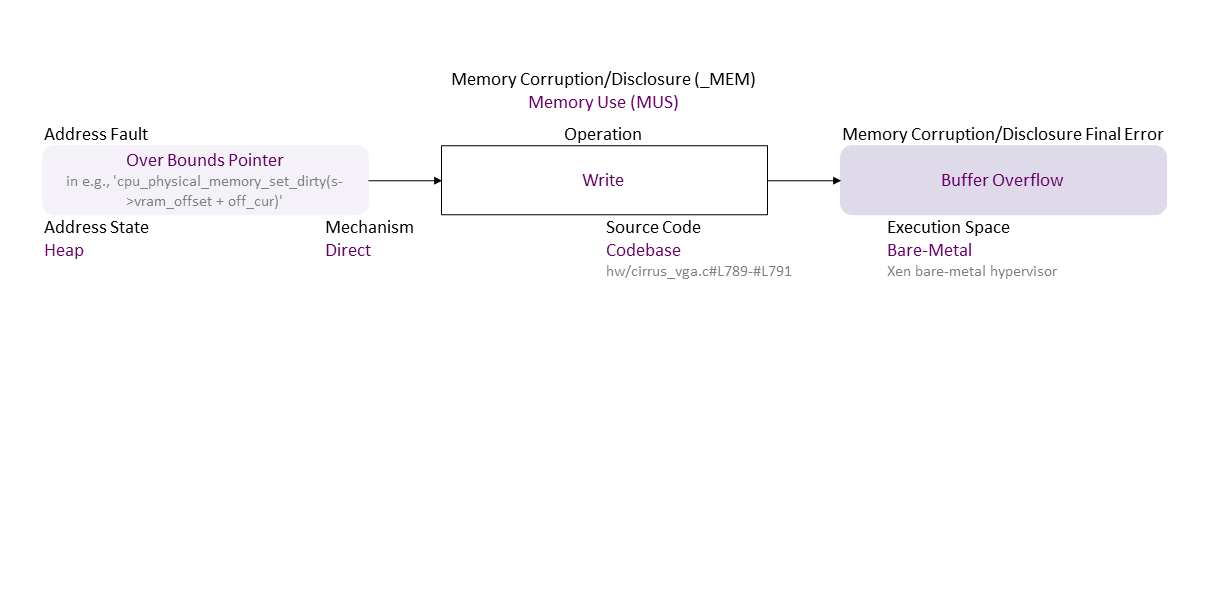 Memory Corruption/Disclosure (_MEM)
Memory Use (MUS)
Address Fault
Operation
Memory Corruption/Disclosure Final Error
Over Bounds Pointer
in e.g., 'cpu_physical_memory_set_dirty(s-
>vram_offset + off_cur)'
Write
Buffer Overflow
Address State
Mechanism
Source Code
Execution Space
Heap
Direct
Codebase
Bare-Metal
hw/cirrus_vga.c#L789-#L791
Xen bare-metal hypervisor